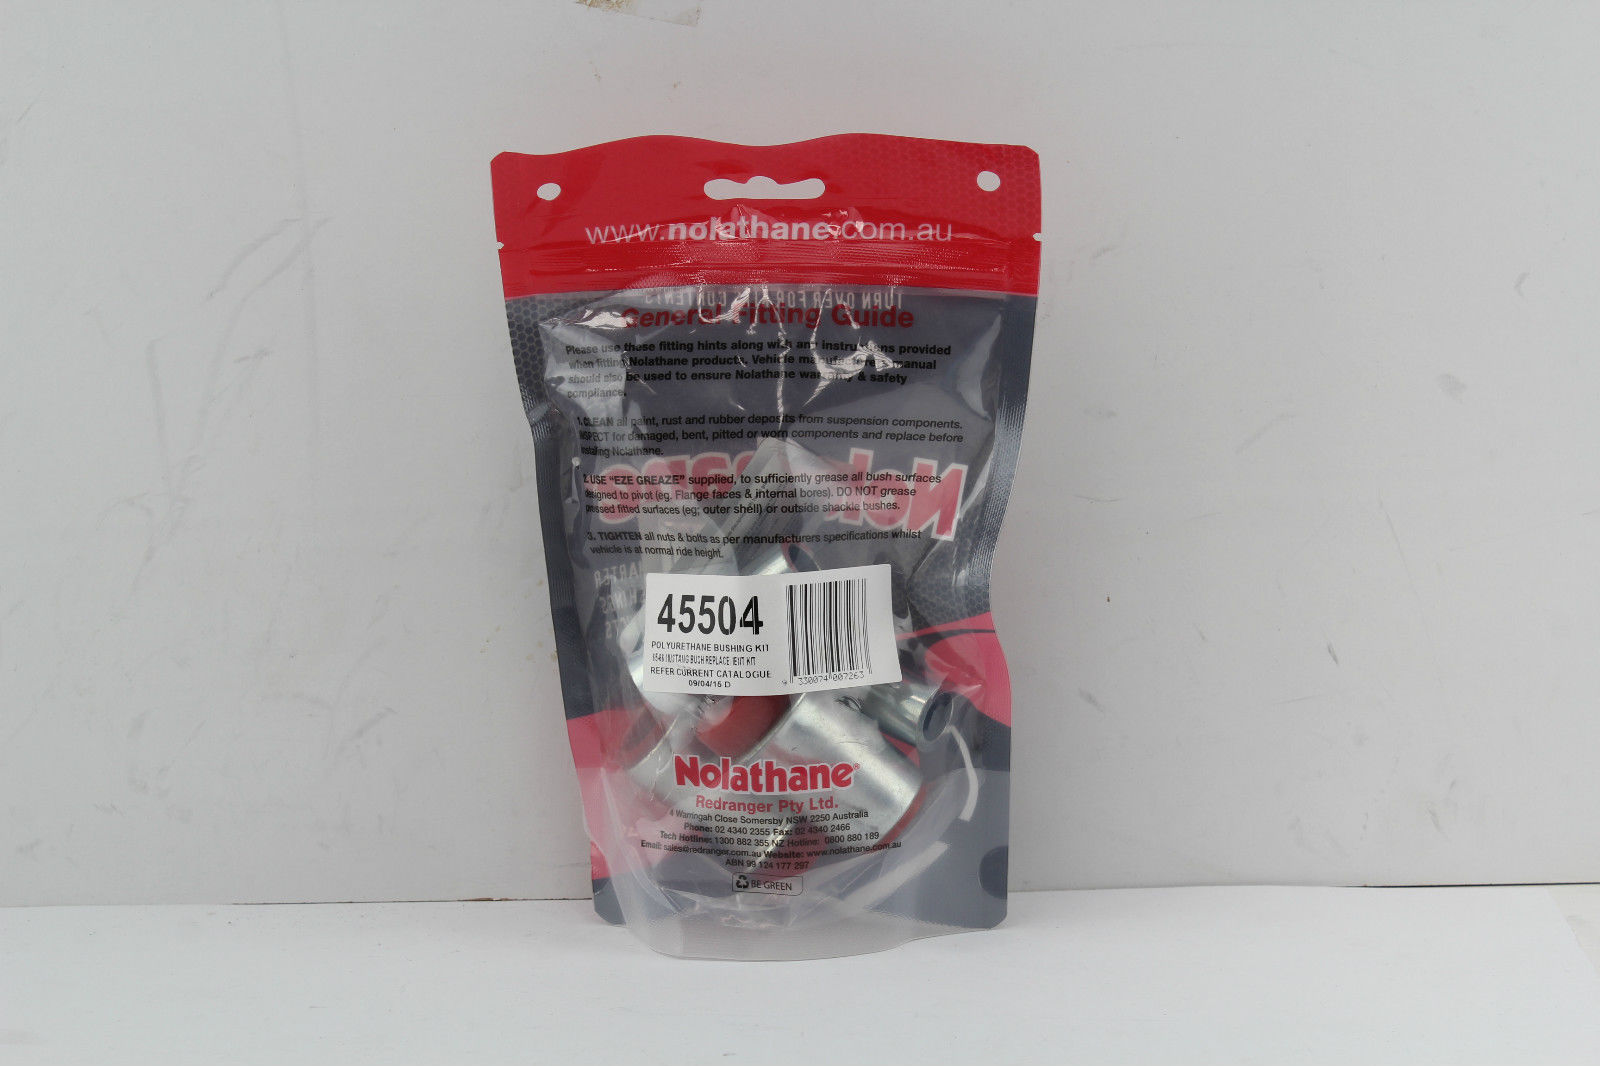 www.nolathane.com.au
TURN OVER FOR CONTENTS
General Fitting Guide
Please use these fitting hints along with any instructions provided
when fitting Nolathane products. Vehicle manufacturers manual
should also be used to ensure Nolathane warranty & safety
compliance.
1. CLEAN all paint, rust and rubber deposits from suspension components.
INSPECT for damaged, bent, pitted or worn components and replace before
installing Nolathane.
Nolathane
2. USE "EZE GREAZE" supplied, to sufficiently grease all bush surfaces
designed to pivot (eg. Flange faces & internal bores). DO NOT grease
pressed fitted surfaces (eg; outer shell) or outside shackle bushes.
3. TIGHTEN all nuts & bolts as per manufacturers specifications whilst
vehicle is at normal ride height.
45504
POLYURETHANE BUSHING KIT
MUSTANG BUSH REPLACEMENT KIT
REFER CURRENT CATALOGUE
09/04/15 D
9 330074 007263
Nolathane®
Redranger Pty Ltd.
4 Warringah Close Somersby NSW 2250 Australia
Phone: 02 4340 2355 Fax: 02 4340 2466
Tech Hotline: 1300 882 355 NZ Hotline: 0800 880 189
Email: sales@redranger.com.au Website: www.nolathane.com.au
ABN 99 124 177 297
BE GREEN